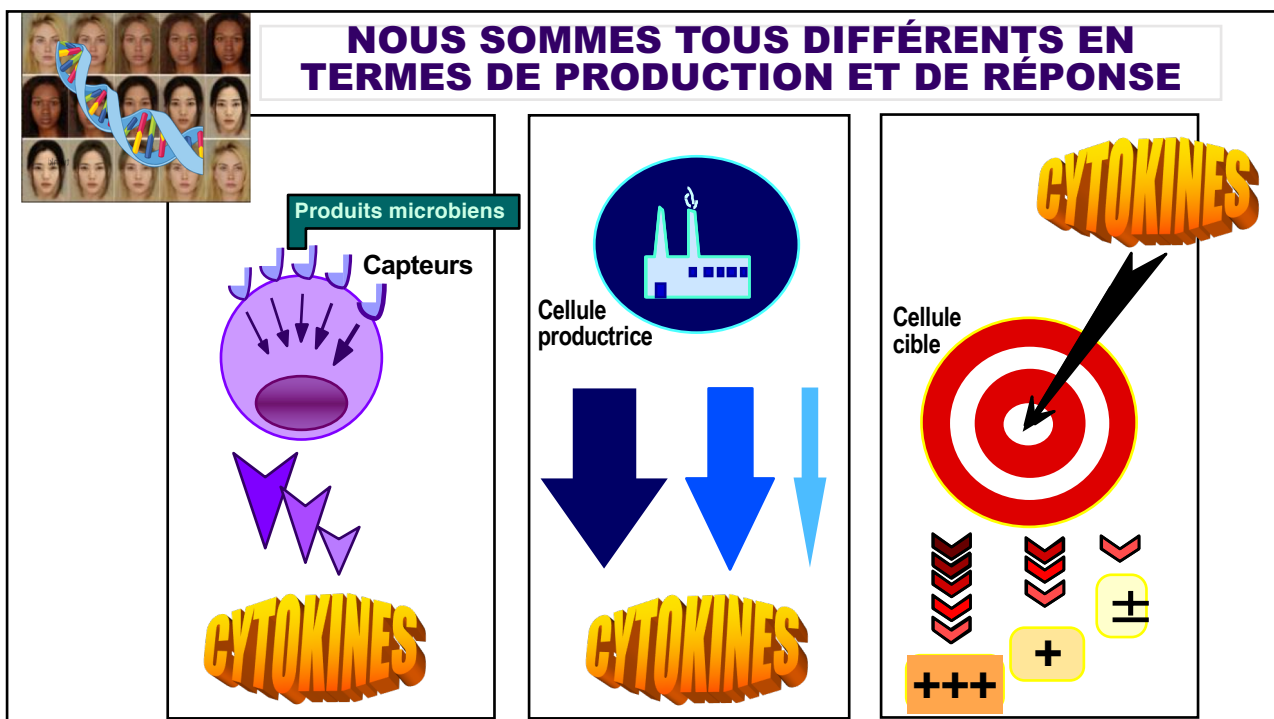 NOUS SOMMES TOUS DIFFÉRENTS EN
TERMES DE PRODUCTION ET DE RÉPONSE
Produits microbiens
Capteurs
CYTOKINES
Cellule
productrice
CYTOKINES
CYTOKINES
Cellule
cible
+++
+
±